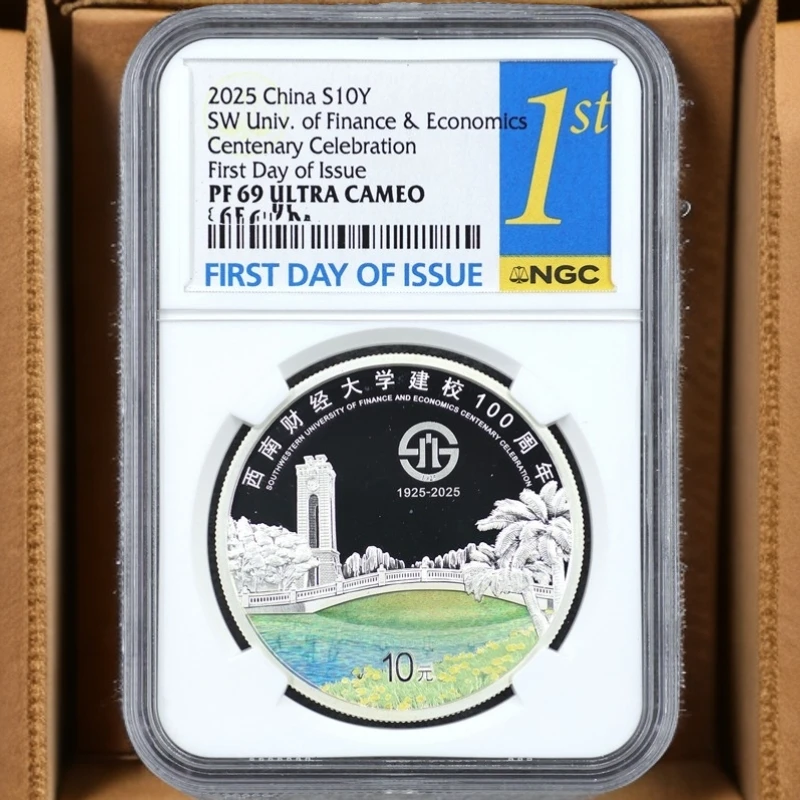 2025 China S10Y
SW Univ. of Finance & Economics
Centenary Celebration
First Day of Issue
PF 69 ULTRA CAMEO
FIRST DAY OF ISSUE
1st
NGC
西南财经大学建校100周年
SOUTHWESTERN UNIVERSITY OF FINANCE AND ECONOMICS CENTENARY CELEBRATION
1925-2025
10元